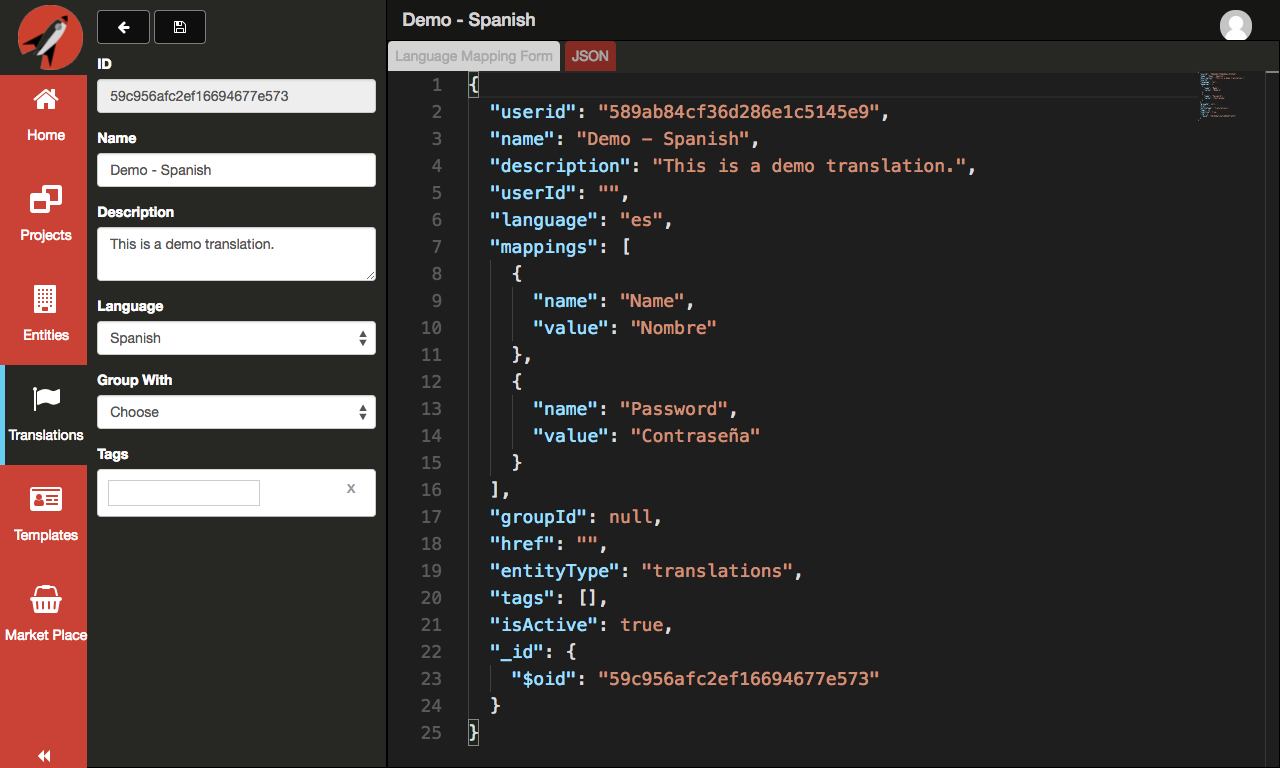 Home
Projects
Entities
Translations
Templates
Market Place
ID
59c956afc2ef16694677e573
Name
Demo - Spanish
Description
This is a demo translation.
Language
Spanish
Group With
Choose
Tags
x
Demo - Spanish
Language Mapping Form
JSON
1 {
2 "userid": "589ab84cf36d286e1c5145e9",
3 "name": "Demo - Spanish",
4 "description": "This is a demo translation.",
5 "userId": "",
6 "language": "es",
7 "mappings": [
8 {
9 "name": "Name",
10 "value": "Nombre"
11 },
12 {
13 "name": "Password",
14 "value": "Contraseña"
15 }
16 ],
17 "groupId": null,
18 "href": "",
19 "entityType": "translations",
20 "tags": [],
21 "isActive": true,
22 "_id": {
23 "$oid": "59c956afc2ef16694677e573"
24 }
25 }